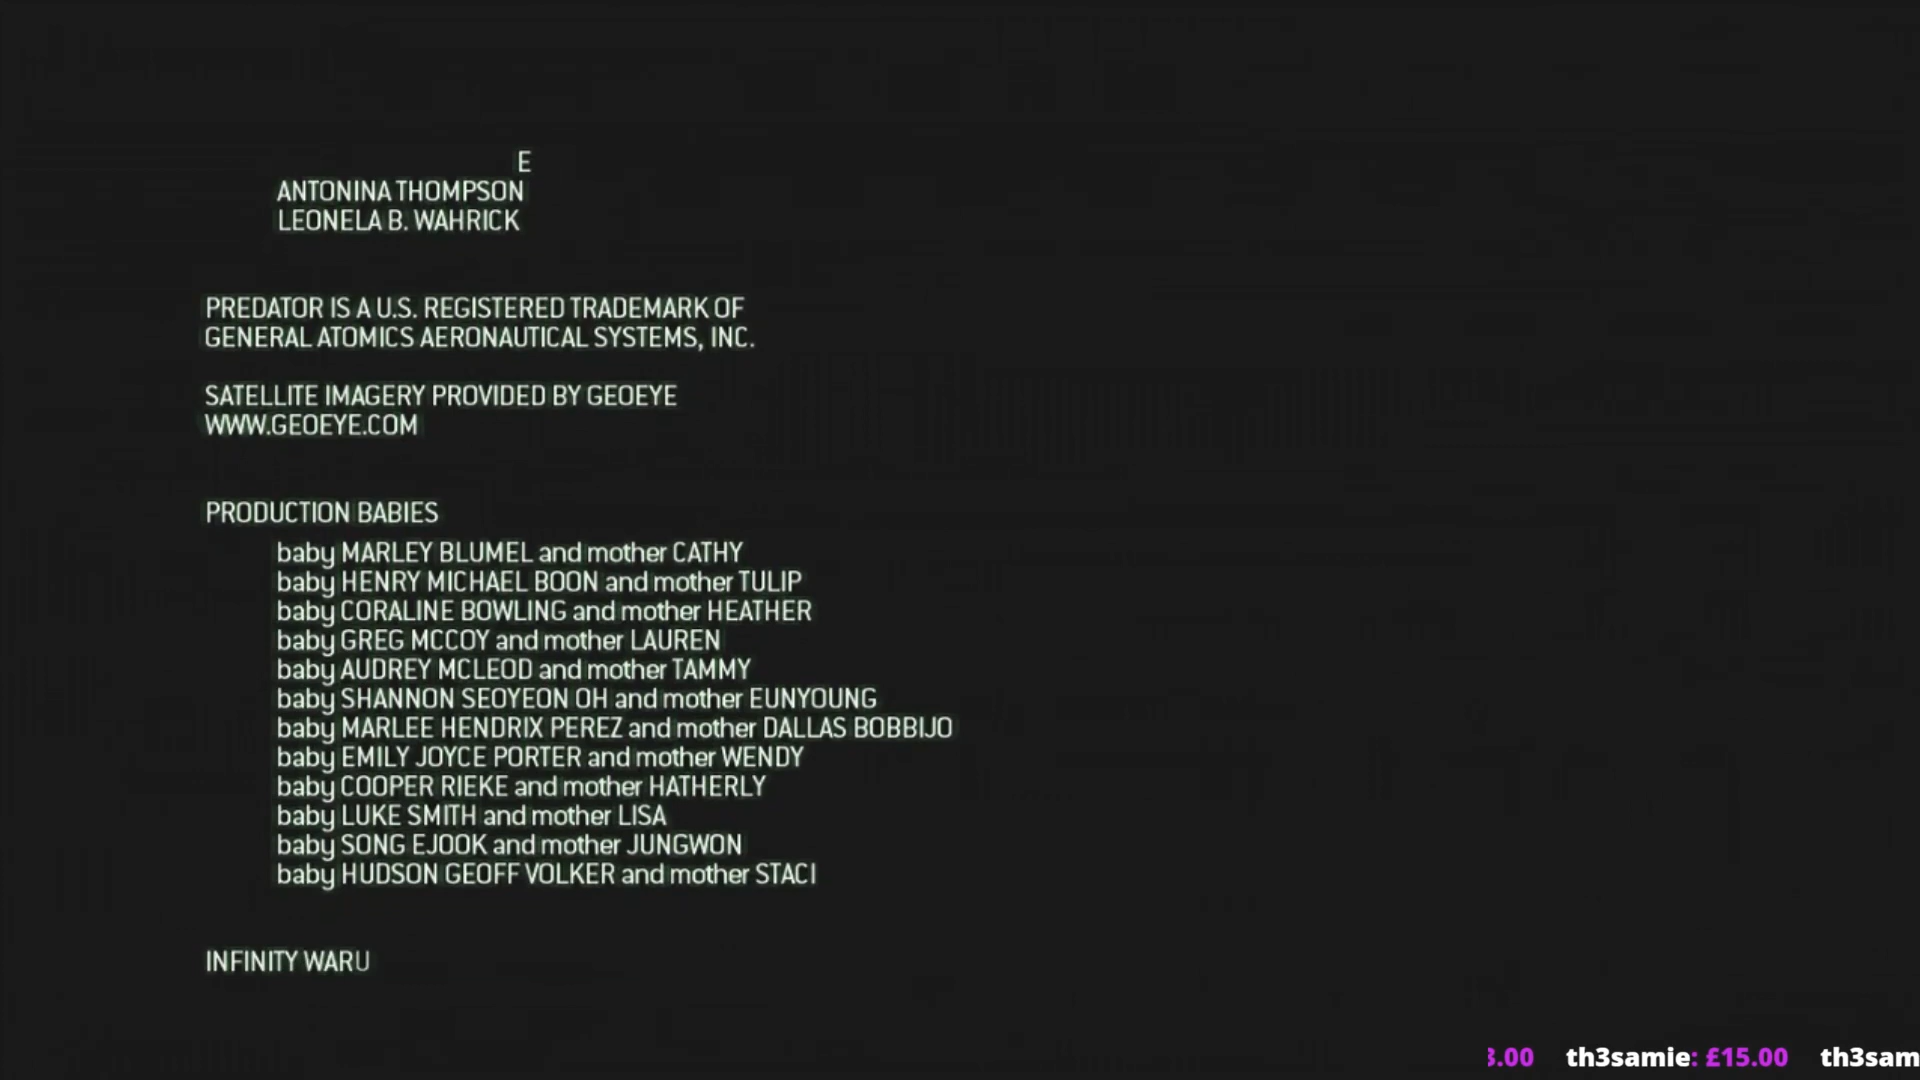 E
ANTONINA THOMPSON
LEONELA B. WAHRICK
PREDATOR IS A U.S. REGISTERED TRADEMARK OF
GENERAL ATOMICS AERONAUTICAL SYSTEMS, INC.
SATELLITE IMAGERY PROVIDED BY GEOEYE
WWW.GEOEYE.COM
PRODUCTION BABIES
baby MARLEY BLUMEL and mother CATHY
baby HENRY MICHAEL BOON and mother TULIP
baby CORALINE BOWLING and mother HEATHER
baby GREG MCCOY and mother LAUREN
baby AUDREY MCLEOD and mother TAMMY
baby SHANNON SEOYEON OH and mother EUNYOUNG
baby MARLEE HENDRIX PEREZ and mother DALLAS BOBBIJO
baby EMILY JOYCE PORTER and mother WENDY
baby COOPER RIEKE and mother HATHERLY
baby LUKE SMITH and mother LISA
baby SONG EJOOK and mother JUNGWON
baby HUDSON GEOFF VOLKER and mother STACI
INFINITY WARU
3.00 th3samie: £15.00 th3sam